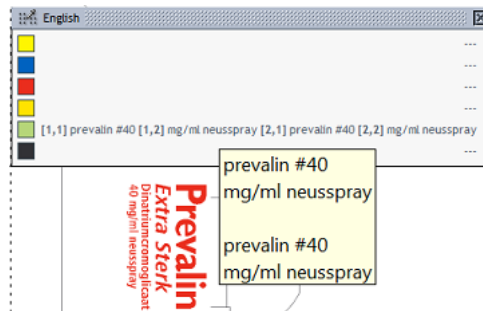 English
---
---
---
---
[1,1] prevalin #40 [1,2] mg/ml neusspray [2,1] prevalin #40 [2,2] mg/ml neusspray
---
prevalin #40
mg/ml neusspray
prevalin #40
mg/ml neusspray
Prevalin
Extra Sterk
Dinatriumcromoglicaat
40 mg/ml neusspray